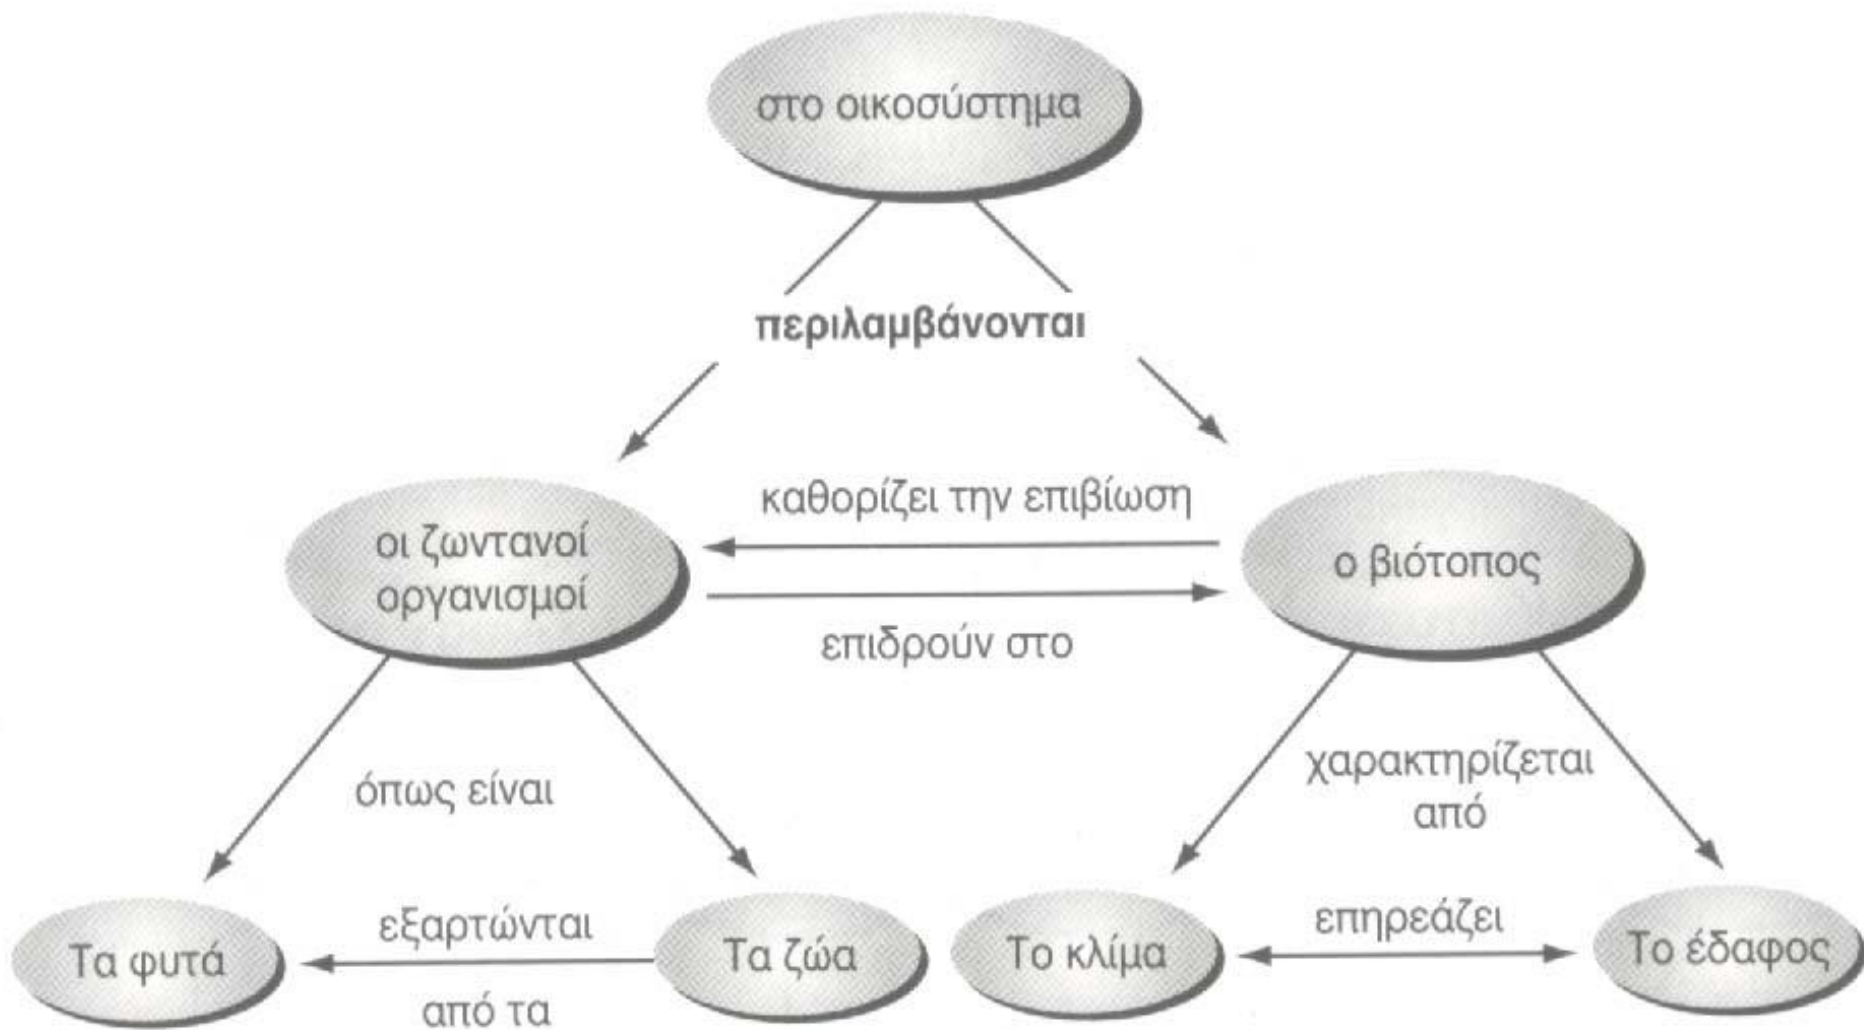 στο οικοσύστημα
περιλαμβάνονται
καθορίζει την επιβίωση
οι ζωντανοί
οργανισμοί
ο βιότοπος
επιδρούν στο
όπως είναι
χαρακτηρίζεται
από
Τα φυτά
εξαρτώνται
από τα
Τα ζώα
Το κλίμα
επηρεάζει
Το έδαφος